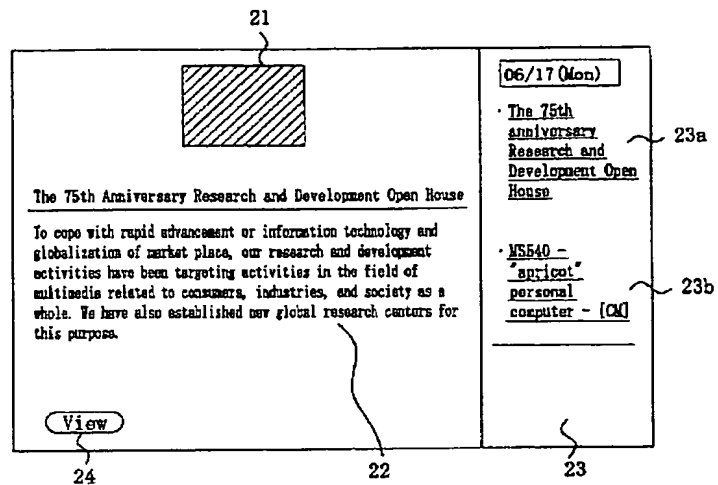 21
06/17(Mon)
· The 75th
anniversary
Research and
Development Open
House
23a
The 75th Anniversary Research and Development Open House
To cope with rapid advancement or information technology and
globalization of market place, our research and development
activities have been targeting activities in the field of
multimedia related to consumers, industries, and society as a
whole. We have also established new global research centers for
this purpose.
· MS540 -
"apricot"
personal
computer - [CM]
23b
View
24
22
23